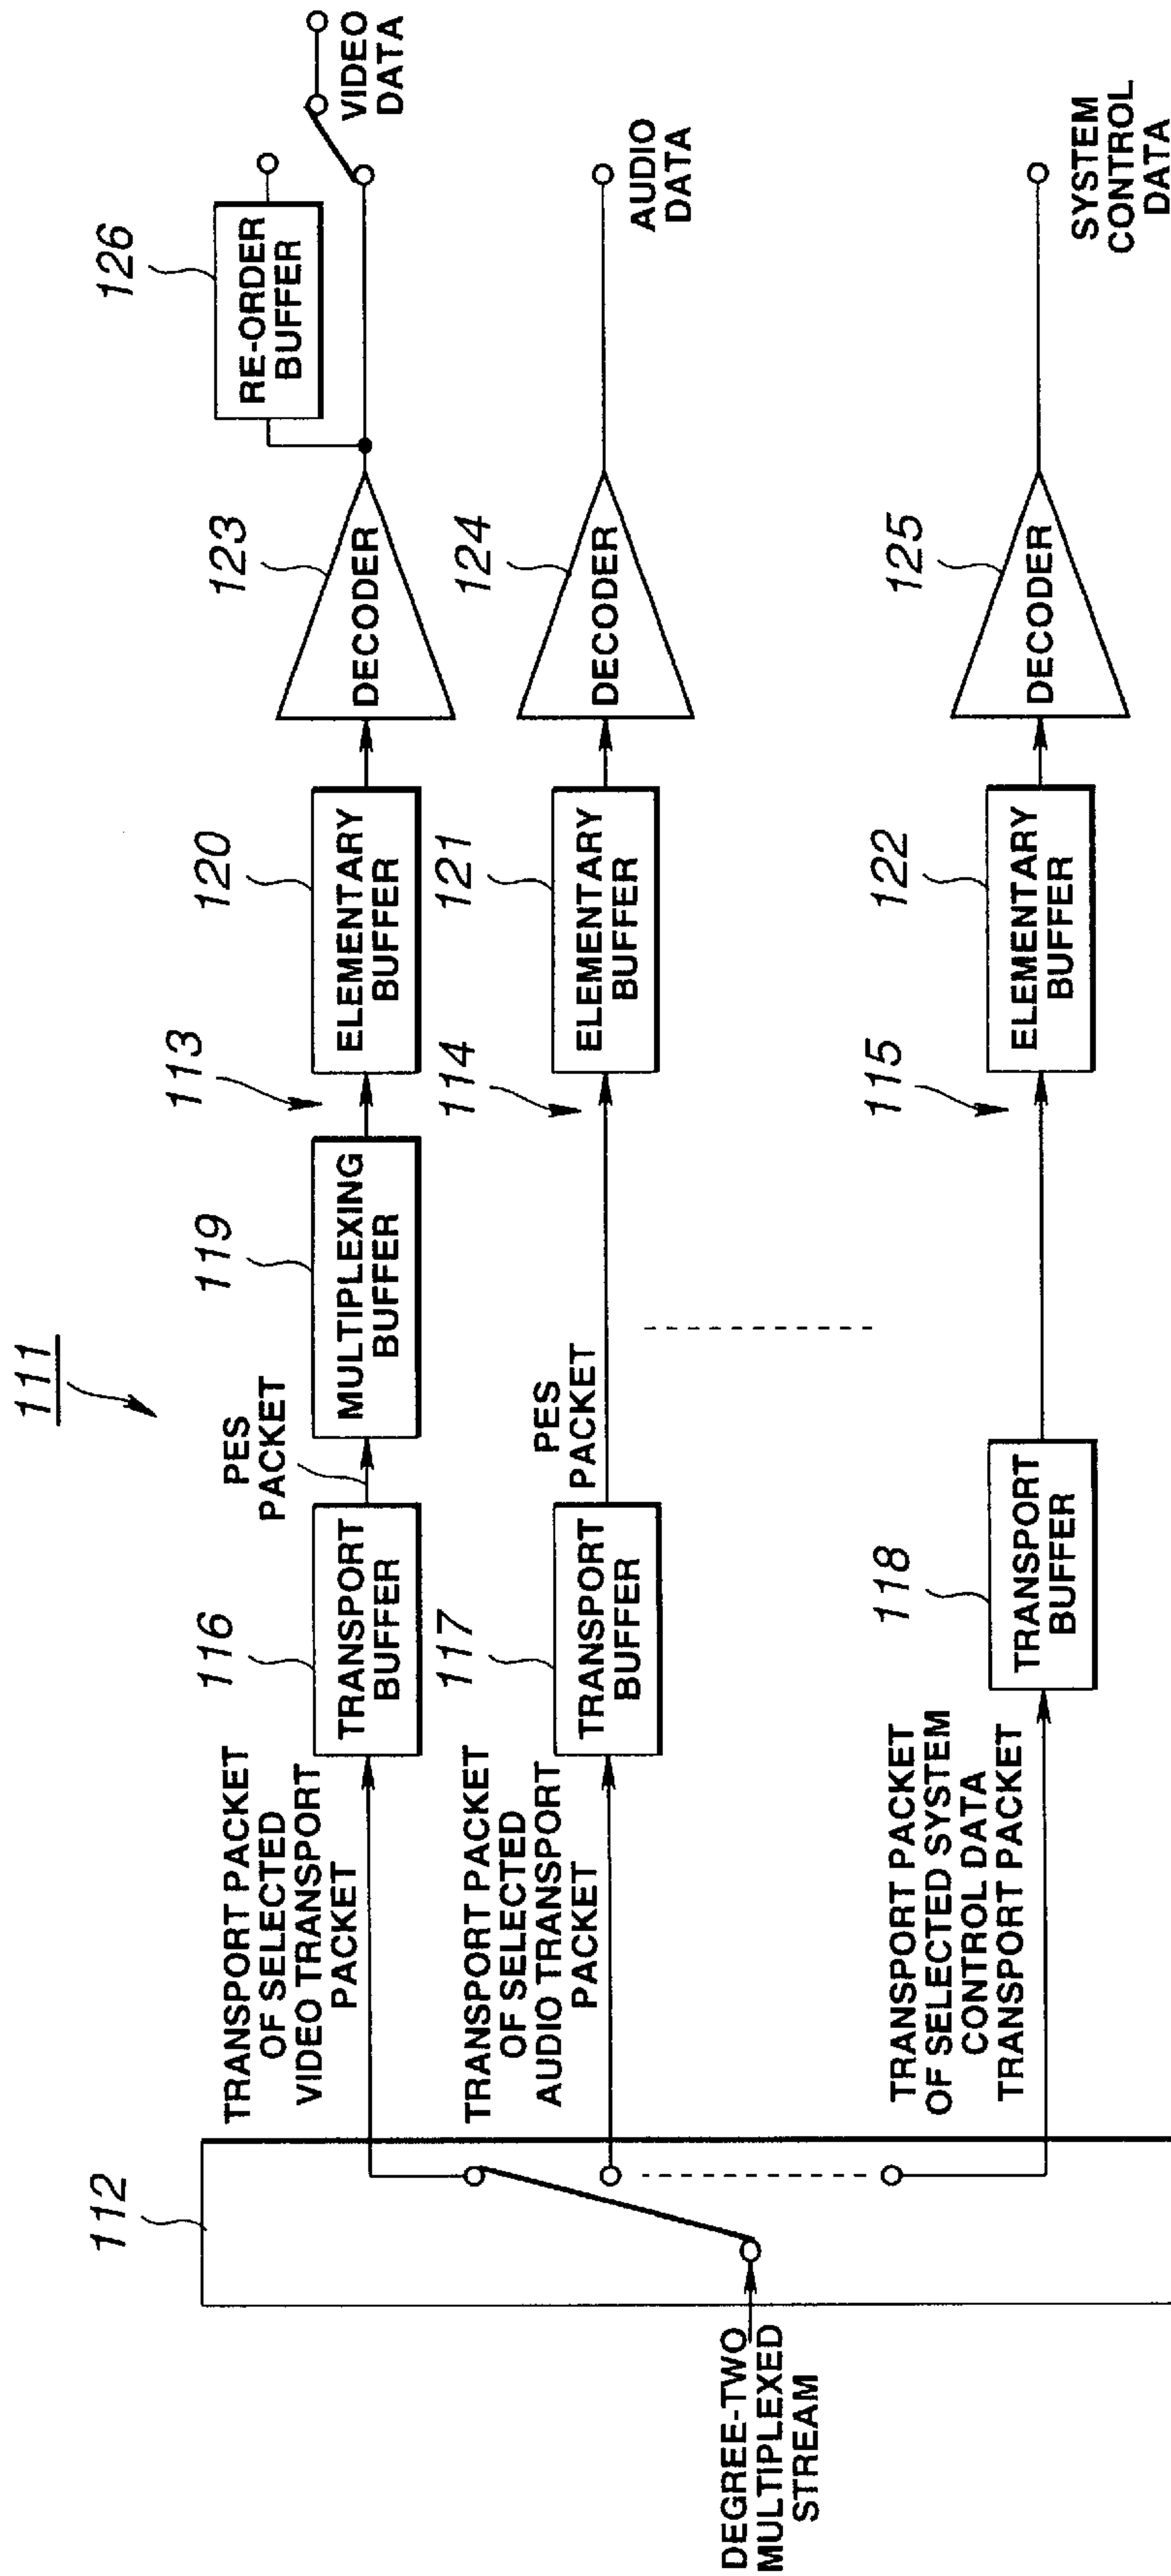 111
112
DEGREE-TWO
MULTIPLEXED
STREAM
TRANSPORT PACKET
OF SELECTED
VIDEO TRANSPORT
PACKET
116
TRANSPORT
BUFFER
PES
PACKET
119
MULTIPLEXING
BUFFER
113
120
ELEMENTARY
BUFFER
123
DECODER
126
RE-ORDER
BUFFER
VIDEO
DATA
TRANSPORT PACKET
OF SELECTED
AUDIO TRANSPORT
PACKET
117
TRANSPORT
BUFFER
PES
PACKET
114
121
ELEMENTARY
BUFFER
124
DECODER
AUDIO
DATA
TRANSPORT PACKET
OF SELECTED SYSTEM
CONTROL DATA
TRANSPORT PACKET
118
TRANSPORT
BUFFER
115
122
ELEMENTARY
BUFFER
125
DECODER
SYSTEM
CONTROL
DATA